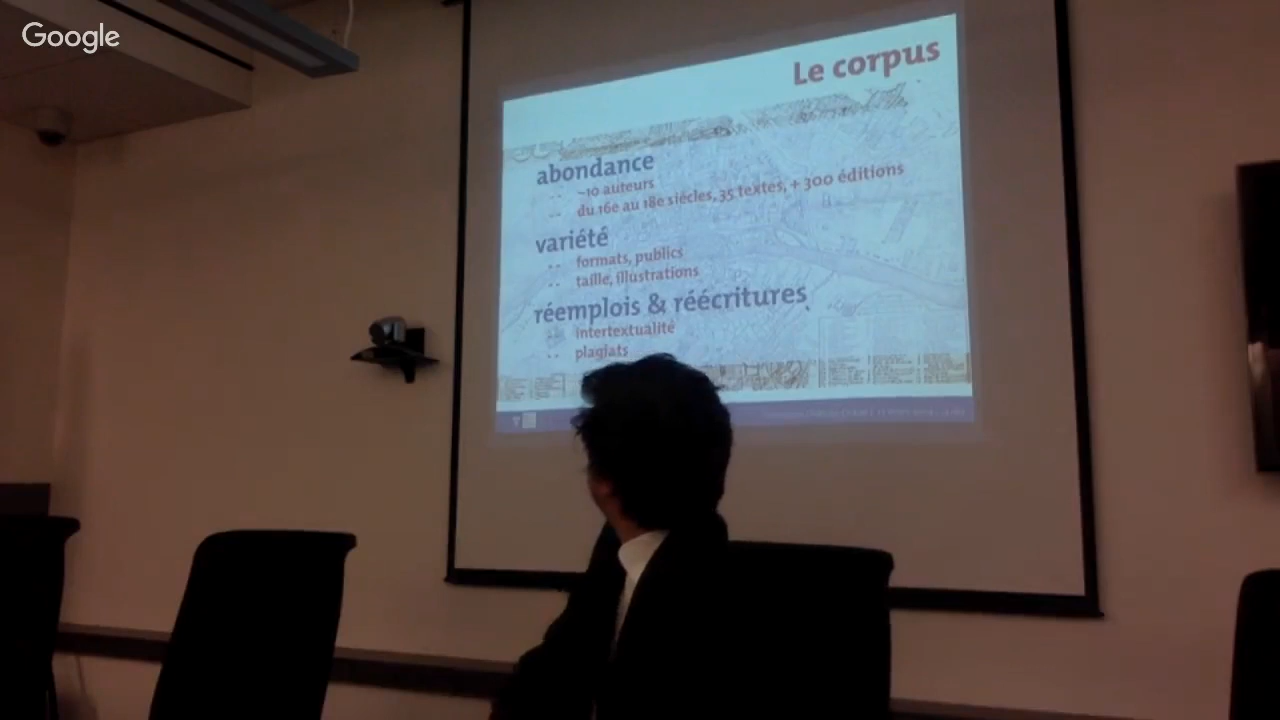 Google
Le corpus
abondance
~10 auteurs
du 16e au 18e siècles, 35 textes, + 300 éditions
variété
formats, publics
taille, illustrations
réemplois & réécritures
intertextualité
plagiats